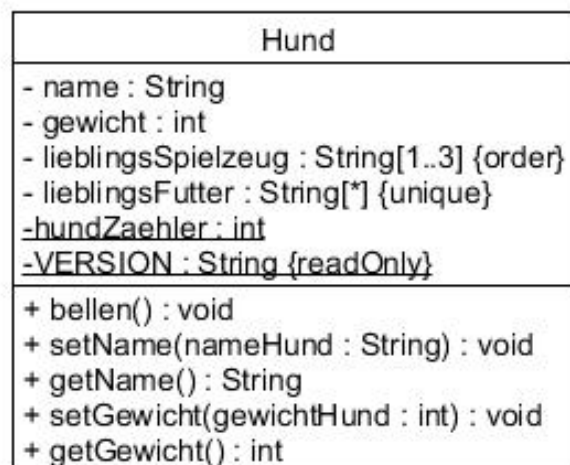 Hund
- name : String
- gewicht : int
- lieblingsSpielzeug : String[1..3] {order}
- lieblingsFutter : String[*] {unique}
-hundZaehler : int
-VERSION : String {readOnly}
+ bellen() : void
+ setName(nameHund : String) : void
+ getName() : String
+ setGewicht(gewichtHund : int) : void
+ getGewicht() : int